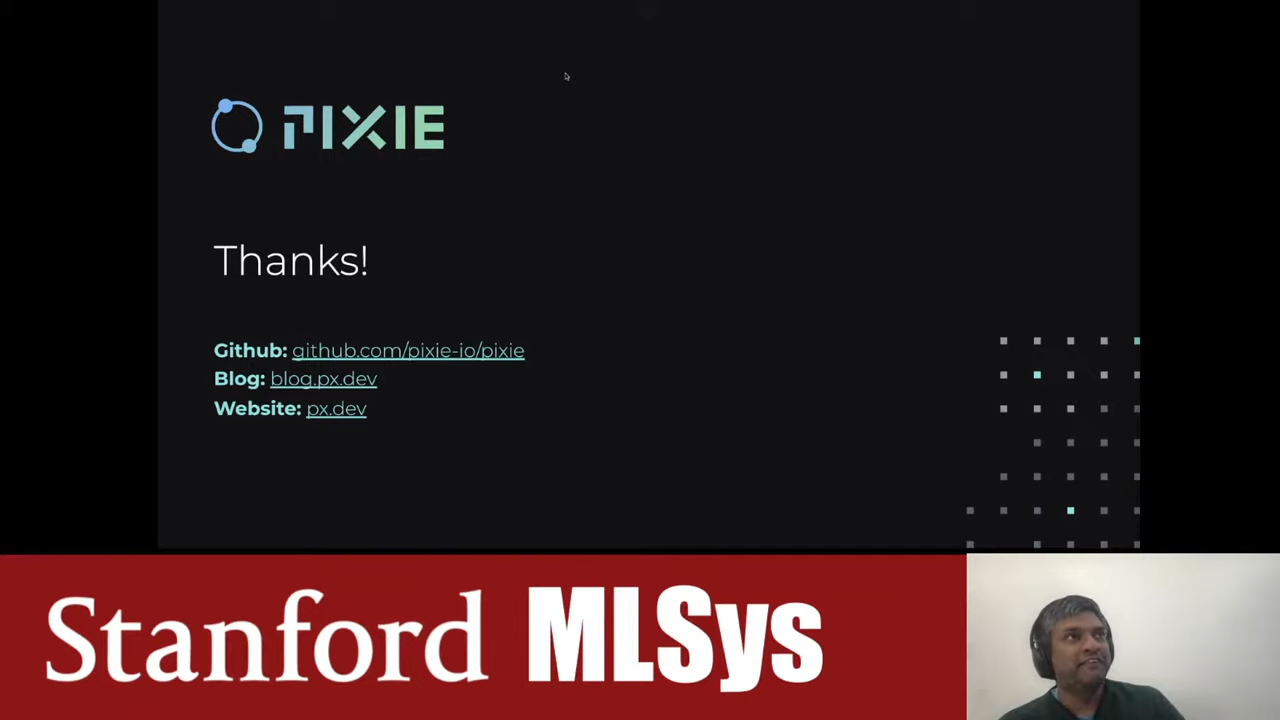 PIXIE
Thanks!
Github: github.com/pixie-io/pixie
Blog: blog.px.dev
Website: px.dev
Stanford MLSys